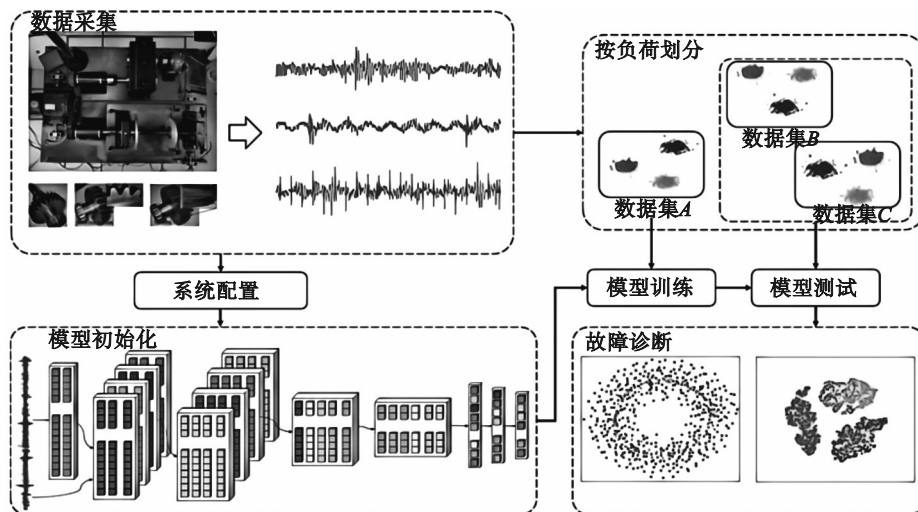 数据采集
按负荷划分
数据集B
数据集A
数据集C
系统配置
模型训练
模型测试
模型初始化
故障诊断